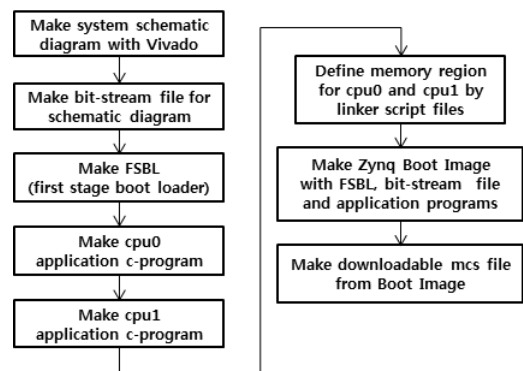 Make system schematic
diagram with Vivado
Make bit-stream file for
schematic diagram
Make FSBL
(first stage boot loader)
Make cpu0
application c-program
Make cpu1
application c-program
Define memory region
for cpu0 and cpu1 by
linker script files
Make Zynq Boot Image
with FSBL, bit-stream file
and application programs
Make downloadable mcs file
from Boot Image